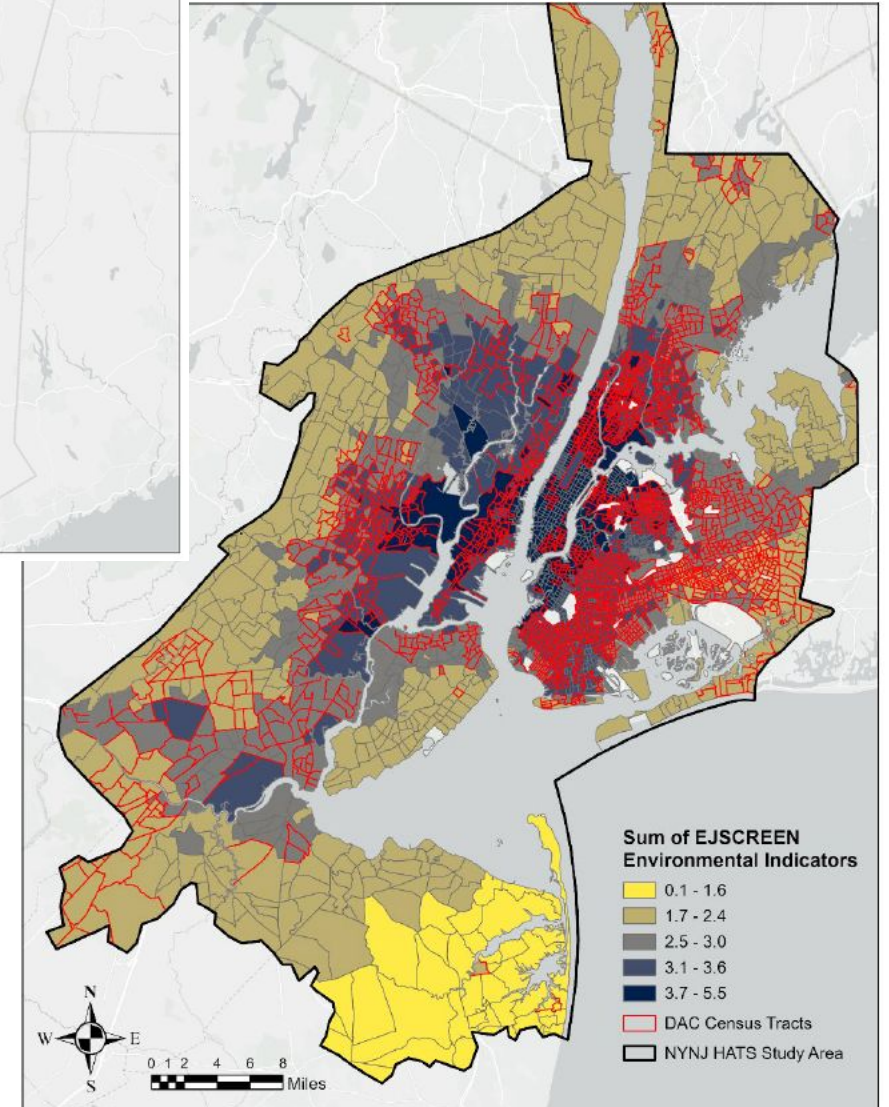 Sum of EJSCREEN
Environmental Indicators
0.1 - 1.6
1.7 - 2.4
2.5 - 3.0
3.1 - 3.6
3.7 - 5.5
DAC Census Tracts
NYNJ HATS Study Area
N
W E
S
0 1 2 4 6 8
Miles